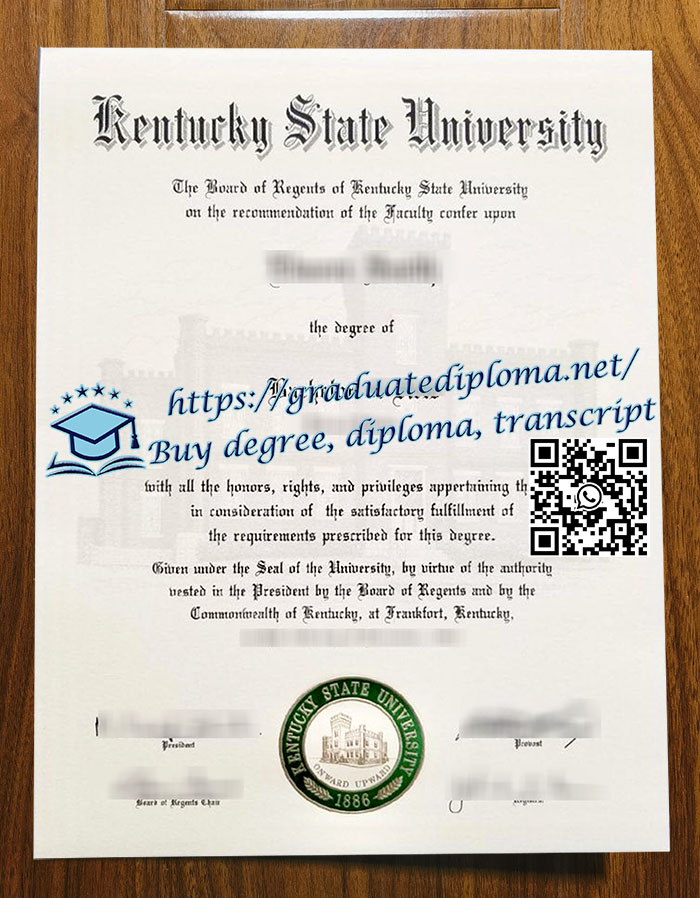 Kentucky State University
The Board of Regents of Kentucky State University
on the recommendation of the Faculty confer upon
the degree of
https://graduatediploma.net/
Buy degree, diploma, transcript
with all the honors, rights, and privileges appertaining
in consideration of the satisfactory fulfillment of
the requirements prescribed for this degree.
Given under the Seal of the University, by virtue of the authority
vested in the President by the Board of Regents and by the
Commonwealth of Kentucky, at Frankfort, Kentucky,
KENTUCKY STATE UNIVERSITY
ONWARD UPWARD
1886
President
Provost
Board of Regents Chair